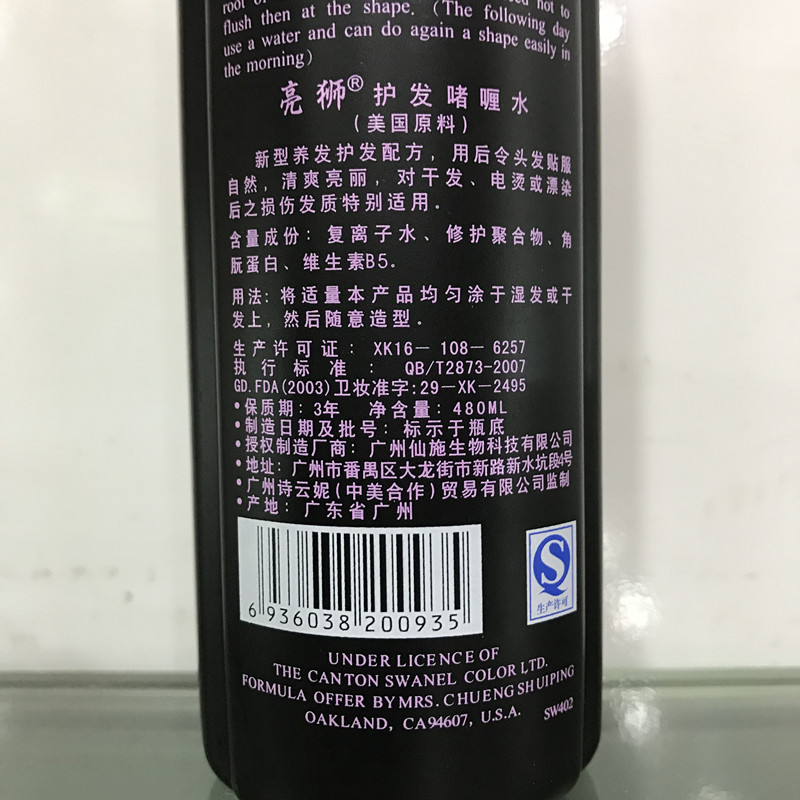 root of
ed not to
flush then at the shape. (The following day
use a water and can do again a shape easily in
the morning)
亮狮® 护发啫喱水
(美国原料)
新型养发护发配方，用后令头发贴服
自然，清爽亮丽，对干发、电烫或漂染
后之损伤发质特别适用。
含量成份：复离子水、修护聚合物、角
朊蛋白、维生素B5。
用法：将适量本产品均匀涂于湿发或干
发上，然后随意造型。
生产许可证：XK16-108-6257
执行标准：QB/T2873-2007
GD.FDA(2003)卫妆准字:29-XK-2495
•保质期：3年 净含量：480ML
•制造日期及批号：标示于瓶底
•授权制造厂商：广州仙施生物科技有限公司
•地址：广州市番禺区大龙街市新路新水坑段4号
•广州诗云妮(中美合作)贸易有限公司监制
•产地：广东省广州
6 936038 200935
QS
生产许可
UNDER LICENCE OF
THE CANTON SWANEL COLOR LTD.
FORMULA OFFER BY MRS. CHUENG SHUIPING
OAKLAND, CA94607, U.S.A. SW402